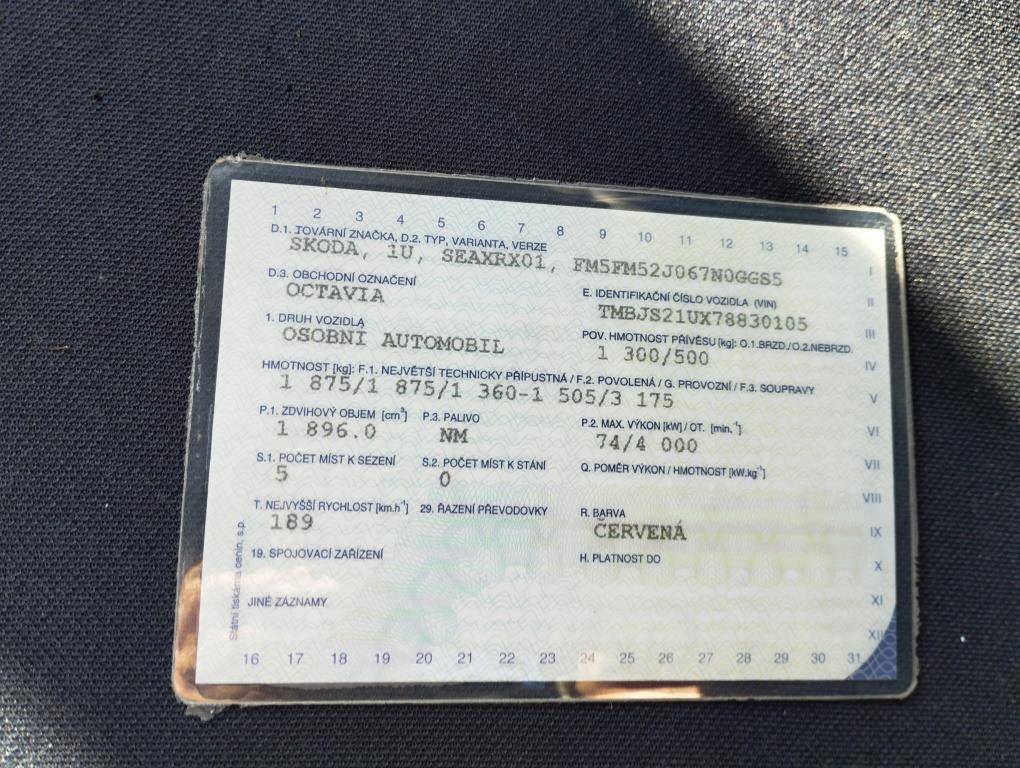 1 2 3 4 5 6 7 8 9 10 11 12 13 14 15
D.1. TOVÁRNÍ ZNAČKA, D.2. TYP, VARIANTA, VERZE
I
ŠKODA, 1U, SEAXRX01, FM5FM52J067N0GGS5
D.3. OBCHODNÍ OZNAČENÍ
E. IDENTIFIKAČNÍ ČÍSLO VOZIDLA (VIN)
II
OCTAVIA
TMBJS21UX78830105
1. DRUH VOZIDLA
POV. HMOTNOST PŘÍVĚSU [kg]: O.1.BRZD./O.2.NEBRZD.
III
OSOBNÍ AUTOMOBIL
1 300/500
IV
HMOTNOST [kg]: F.1. NEJVĚTŠÍ TECHNICKY PŘÍPUSTNÁ / F.2. POVOLENÁ / G. PROVOZNÍ / F.3. SOUPRAVY
1 875/1 875/1 360-1 505/3 175
V
P.1. ZDVIHOVÝ OBJEM [cm³]
P.3. PALIVO
P.2. MAX. VÝKON [kW] / OT. [min.⁻¹]
VI
1 896.0
NM
74/4 000
S.1. POČET MÍST K SEZENÍ
S.2. POČET MÍST K STÁNÍ
Q. POMĚR VÝKON / HMOTNOST [kW.kg⁻¹]
VII
5
0
VIII
T. NEJVYŠŠÍ RYCHLOST [km.h⁻¹]
29. ŘAZENÍ PŘEVODOVKY
R. BARVA
189
ČERVENÁ
IX
19. SPOJOVACÍ ZAŘÍZENÍ
H. PLATNOST DO
X
JINÉ ZÁZNAMY
XI
XII
Státní tiskárna cenin, s.p.
16 17 18 19 20 21 22 23 24 25 26 27 28 29 30 31